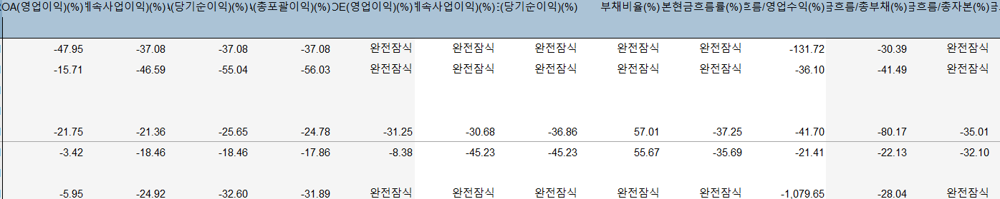 ROA(영업이익)(%) 계속사업이익)(%) A(당기순이익)(%) A(총포괄이익)(%) OE(영업이익)(%) 계속사업이익)(%) E(당기순이익)(%) 부채비율(%) 본현금흐름률(%) 흐름/영업수익(%) 금흐름/총부채(%) 금흐름/총자본(%)
-47.95 -37.08 -37.08 -37.08 완전잠식 완전잠식 완전잠식 완전잠식 완전잠식 -131.72 -30.39 완전잠식
-15.71 -46.59 -55.04 -56.03 완전잠식 완전잠식 완전잠식 완전잠식 완전잠식 -36.10 -41.49 완전잠식
-21.75 -21.36 -25.65 -24.78 -31.25 -30.68 -36.86 57.01 -37.25 -41.70 -80.17 -35.01
-3.42 -18.46 -18.46 -17.86 -8.38 -45.23 -45.23 55.67 -35.69 -21.41 -22.13 -32.10
-5.95 -24.92 -32.60 -31.89 완전잠식 완전잠식 완전잠식 완전잠식 완전잠식 -1,079.65 -28.04 완전잠식